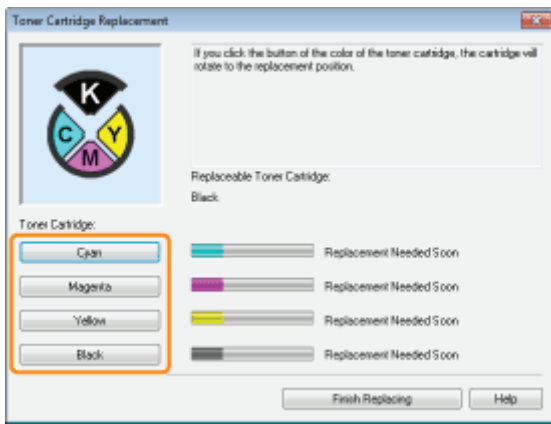 Toner Cartridge Replacement
If you click the button of the color of the toner cartridge, the cartridge will
rotate to the replacement position.
K
C Y
M
Replaceable Toner Cartridge:
Black
Toner Cartridge:
Cyan Replacement Needed Soon
Magenta Replacement Needed Soon
Yellow Replacement Needed Soon
Black Replacement Needed Soon
Finish Replacing Help